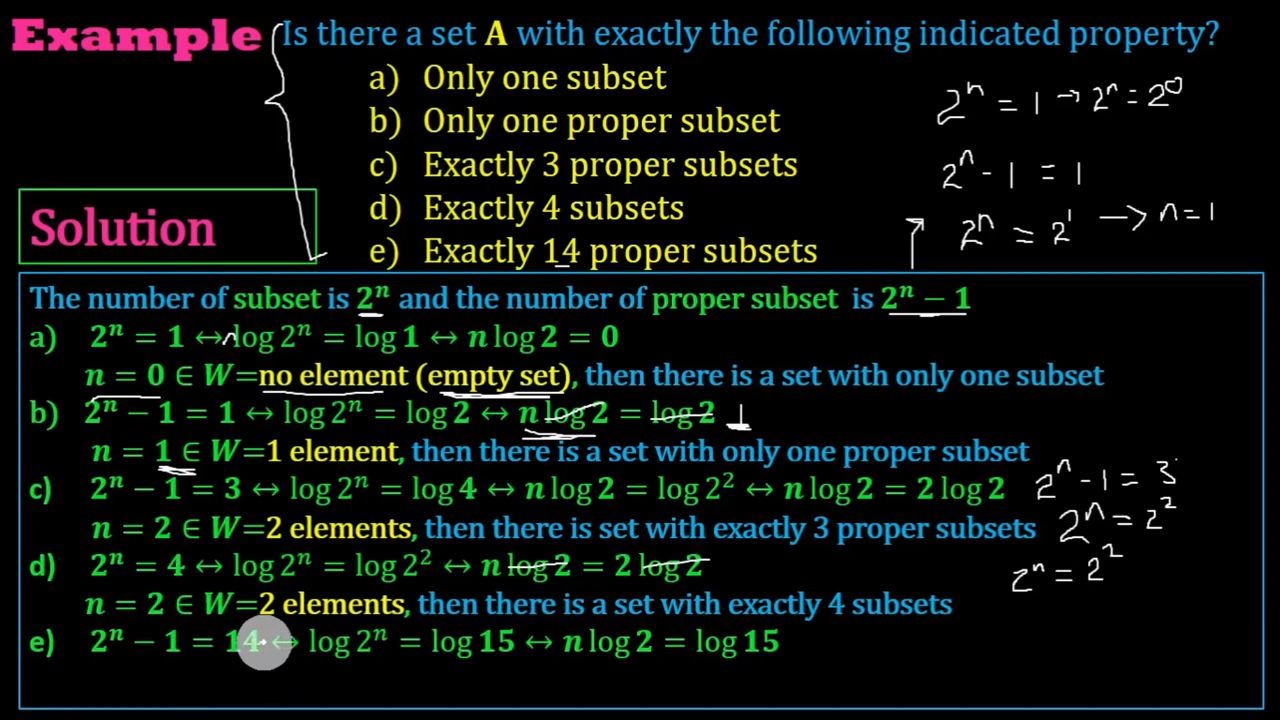 Example Is there a set A with exactly the following indicated property?
a) Only one subset
b) Only one proper subset
c) Exactly 3 proper subsets
d) Exactly 4 subsets
e) Exactly 14 proper subsets
2ⁿ = 1 → 2ⁿ = 2⁰
2ⁿ - 1 = 1
2ⁿ = 2¹ → n = 1
Solution
The number of subset is 2ⁿ and the number of proper subset is 2ⁿ − 1
a) 2ⁿ = 1 ↔ log 2ⁿ = log 1 ↔ n log 2 = 0
n = 0 ∈ W=no element (empty set), then there is a set with only one subset
b) 2ⁿ − 1 = 1 ↔ log 2ⁿ = log 2 ↔ n log 2 = log 2 1
n = 1 ∈ W=1 element, then there is a set with only one proper subset
c) 2ⁿ − 1 = 3 ↔ log 2ⁿ = log 4 ↔ n log 2 = log 2² ↔ n log 2 = 2 log 2
n = 2 ∈ W=2 elements, then there is set with exactly 3 proper subsets
d) 2ⁿ = 4 ↔ log 2ⁿ = log 2² ↔ n log 2 = 2 log 2
n = 2 ∈ W=2 elements, then there is a set with exactly 4 subsets
e) 2ⁿ − 1 = 14 ↔ log 2ⁿ = log 15 ↔ n log 2 = log 15
2ⁿ - 1 = 3
2ⁿ = 2²
2ⁿ = 2²